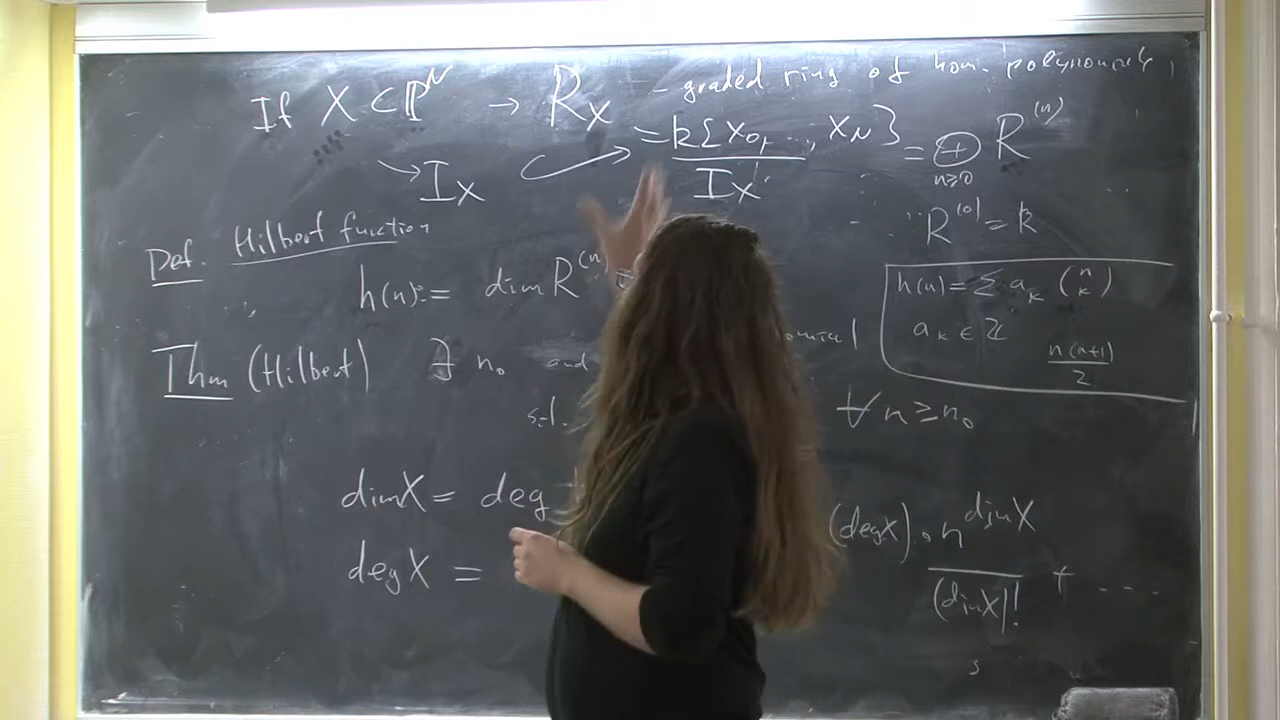 If X ⊂ ℙᴺ → R_X - graded ring of hom. polynomials,
↘ I_X → = k[x₀, ..., x_N] / I_X = ⊕_{n≥0} R⁽ⁿ⁾
R⁽⁰⁾ = k
Def. Hilbert function
h(n) := dim R⁽ⁿ
h(n) = Σ a_k (n k)
a_k ∈ ℤ
n(n+1) / 2
Thm (Hilbert) ∃ n₀ and
s.t. ∀ n ≥ n₀
dim X = deg
(deg X) · n^{dim X} / (dim X)! + ...
deg X =